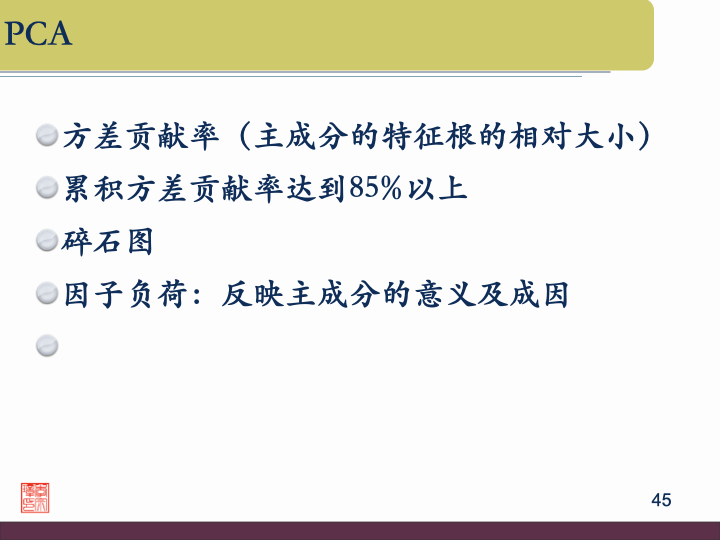 PCA
方差贡献率（主成分的特征根的相对大小）
累积方差贡献率达到85%以上
碎石图
因子负荷：反映主成分的意义及成因
45